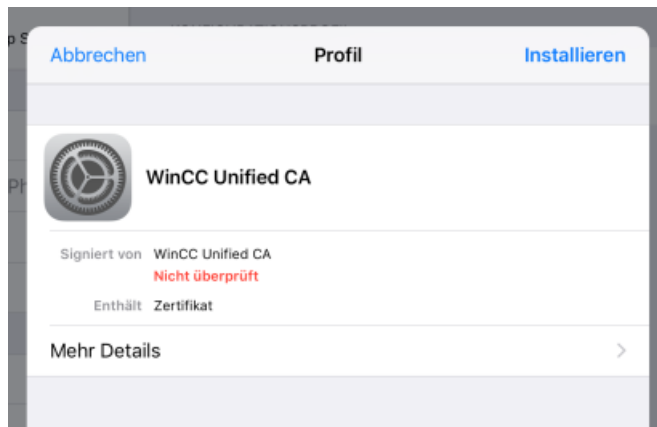 Abbrechen Profil Installieren
WinCC Unified CA
Signiert von WinCC Unified CA
Nicht überprüft
Enthält Zertifikat
Mehr Details